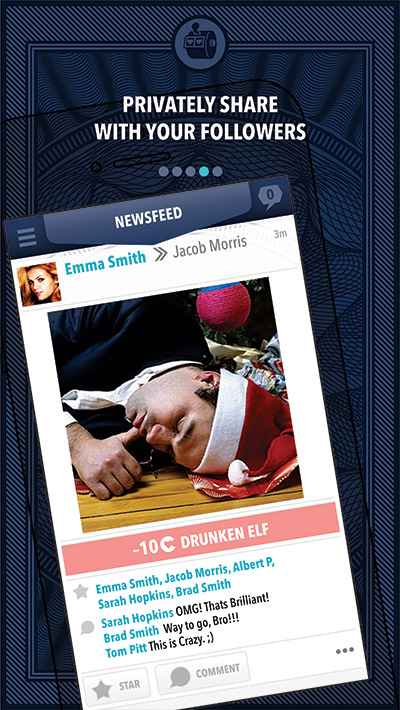 PRIVATELY SHARE
WITH YOUR FOLLOWERS
0
NEWSFEED
Emma Smith >> Jacob Morris 3m
-10C DRUNKEN ELF
Emma Smith, Jacob Morris, Albert P,
Sarah Hopkins, Brad Smith
Sarah Hopkins OMG! Thats Brilliant!
Brad Smith Way to go, Bro!!!
Tom Pitt This is Crazy. ;)
STAR COMMENT